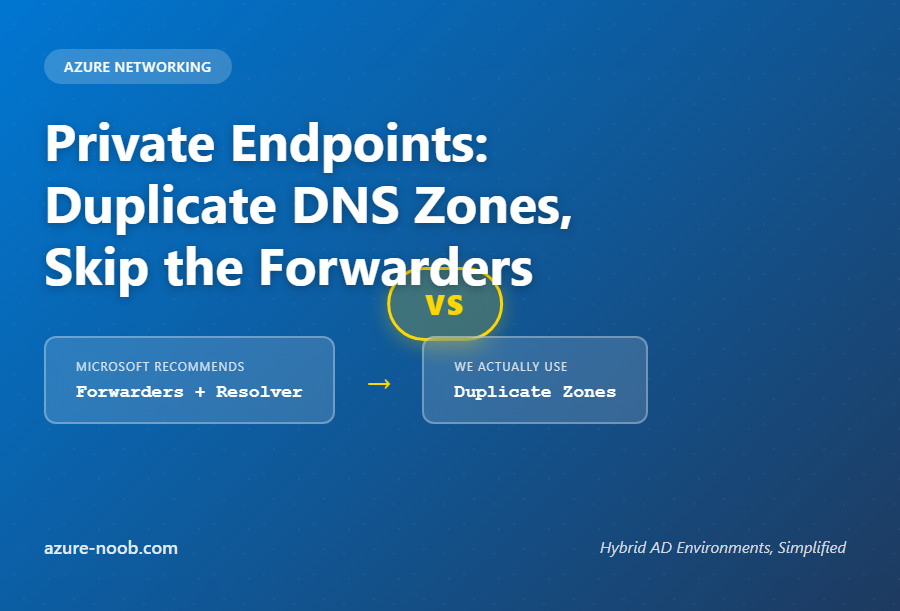 AZURE NETWORKING
Private Endpoints:
Duplicate DNS Zones,
Skip the Forwarders
VS
MICROSOFT RECOMMENDS
Forwarders + Resolver
→
WE ACTUALLY USE
Duplicate Zones
azure-noob.com
Hybrid AD Environments, Simplified